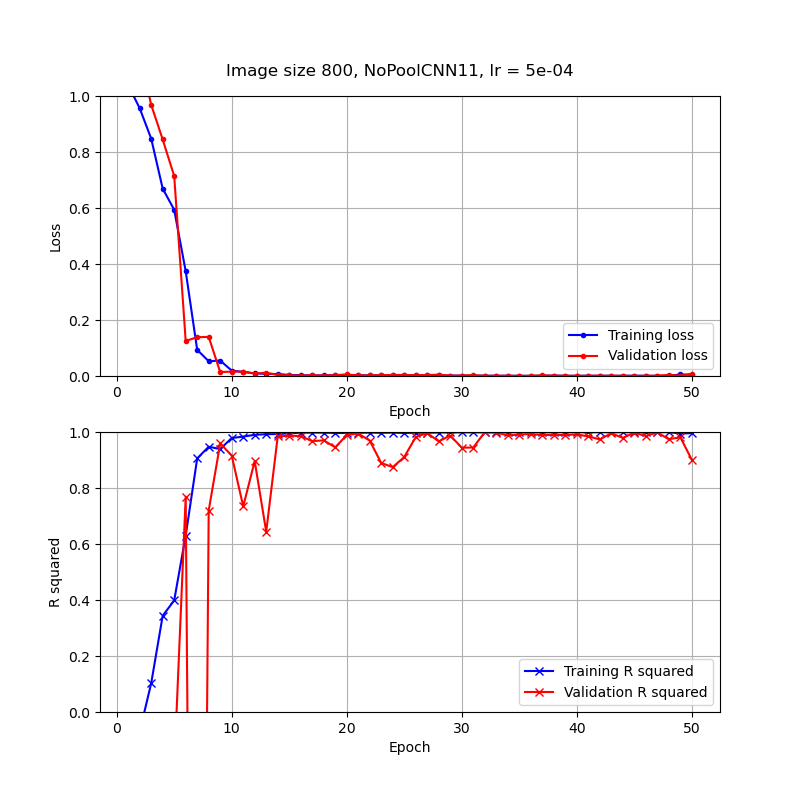 Image size 800, NoPoolCNN11, lr = 5e-04
1.0
0.8
0.6
0.4
0.2
0.0
Loss
Training loss
Validation loss
0 10 20 30 40 50
Epoch
1.0
0.8
0.6
0.4
0.2
0.0
R squared
Training R squared
Validation R squared
0 10 20 30 40 50
Epoch